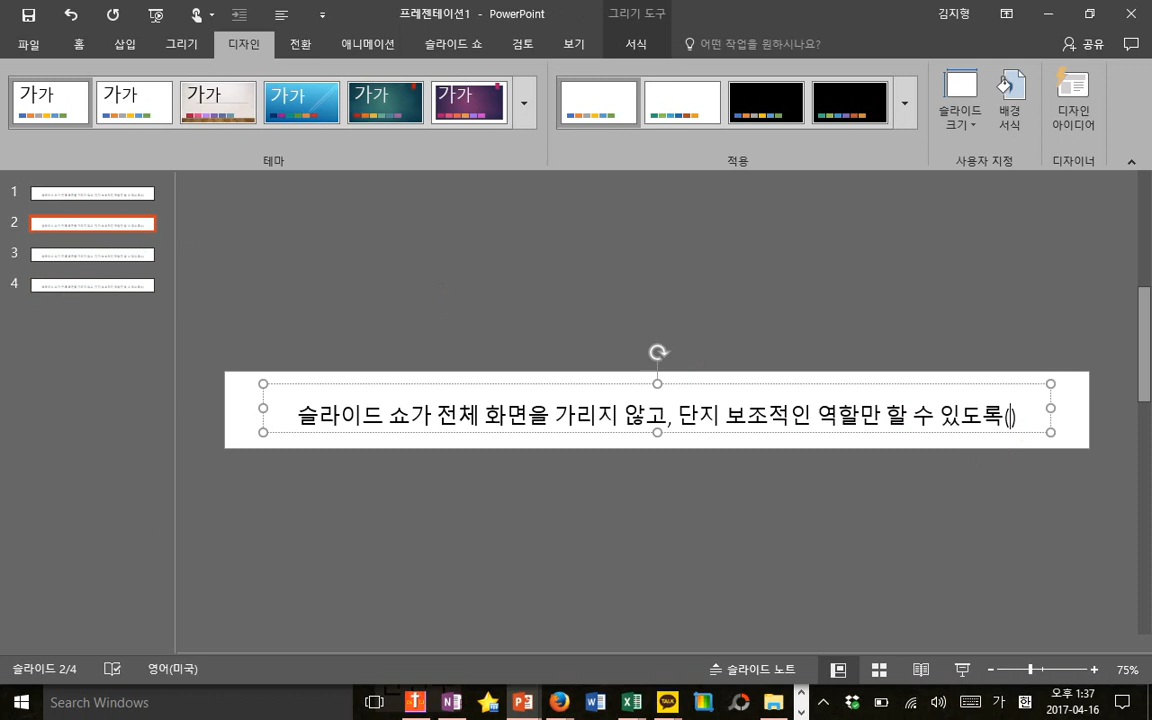 프레젠테이션1 - PowerPoint
그리기 도구
김지형
파일 홈 삽입 그리기 디자인 전환 애니메이션 슬라이드 쇼 검토 보기 서식 어떤 작업을 원하시나요? 공유
가가 가가 가가 가가 가가 가가
슬라이드 크기
배경 서식
디자인 아이디어
테마 적용 사용자 지정 디자이너
1
2
3
4
슬라이드 쇼가 전체 화면을 가리지 않고, 단지 보조적인 역할만 할 수 있도록()
슬라이드 2/4 영어(미국) 슬라이드 노트 75%
Search Windows
TALK
가
오후 1:37
2017-04-16